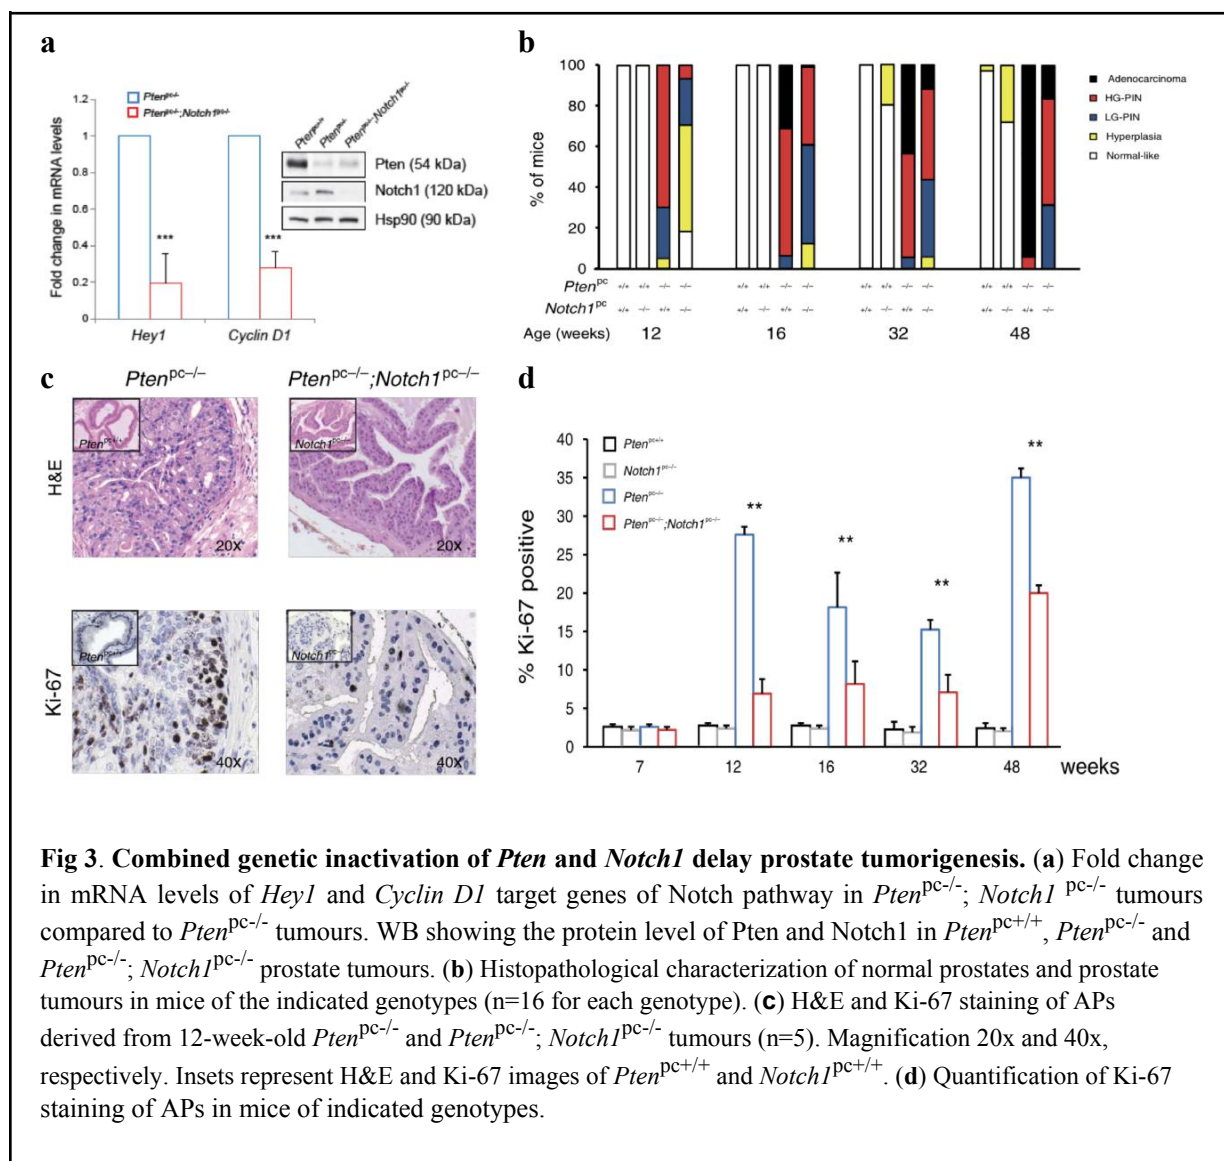 a
1.2
1
0.8
0.6
0.4
0.2
0
Fold change in mRNA levels
Pten^pc-/-
Pten^pc-/-;Notch1^pc-/-
***
***
Hey1
Cyclin D1
Pten^pc+/+
Pten^pc-/-
Pten^pc-/-;Notch1^pc-/-
Pten (54 kDa)
Notch1 (120 kDa)
Hsp90 (90 kDa)
b
100
80
60
40
20
0
% of mice
Adenocarcinoma
HG-PIN
LG-PIN
Hyperplasia
Normal-like
Pten^pc +/+ +/+ –/– –/– +/+ +/+ –/– –/– +/+ +/+ –/– –/– +/+ +/+ –/– –/–
Notch1^pc +/+ –/– +/+ –/– +/+ –/– +/+ –/– +/+ –/– +/+ –/– +/+ –/– +/+ –/–
Age (weeks) 12 16 32 48
c
Pten^pc–/–
Pten^pc–/–;Notch1^pc–/–
H&E
Pten^pc+/+
20x
Notch1^pc–/–
20x
Ki-67
Pten^pc+/+
40x
Notch1^pc–/–
40x
d
40
35
30
25
20
15
10
5
0
% Ki-67 positive
Pten^pc+/+
Notch1^pc-/-
Pten^pc-/-
Pten^pc-/-;Notch1^pc-/-
**
**
**
**
7 12 16 32 48 weeks
Fig 3. Combined genetic inactivation of Pten and Notch1 delay prostate tumorigenesis. (a) Fold change
in mRNA levels of Hey1 and Cyclin D1 target genes of Notch pathway in Pten^pc-/-; Notch1 ^pc-/- tumours
compared to Pten^pc-/- tumours. WB showing the protein level of Pten and Notch1 in Pten^pc+/+, Pten^pc-/- and
Pten^pc-/-; Notch1^pc-/- prostate tumours. (b) Histopathological characterization of normal prostates and prostate
tumours in mice of the indicated genotypes (n=16 for each genotype). (c) H&E and Ki-67 staining of APs
derived from 12-week-old Pten^pc-/- and Pten^pc-/-; Notch1^pc-/- tumours (n=5). Magnification 20x and 40x,
respectively. Insets represent H&E and Ki-67 images of Pten^pc+/+ and Notch1^pc+/+. (d) Quantification of Ki-67
staining of APs in mice of indicated genotypes.